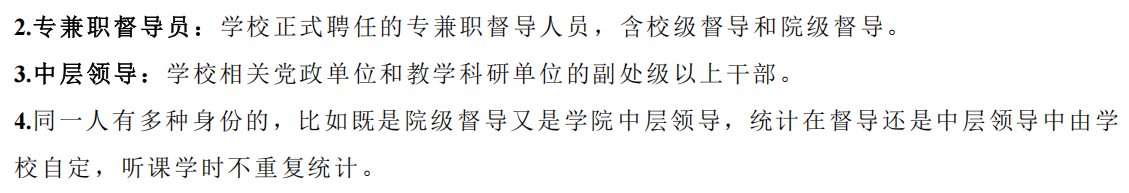 2.专兼职督导员：学校正式聘任的专兼职督导人员，含校级督导和院级督导。
3.中层领导：学校相关党政单位和教学科研单位的副处级以上干部。
4.同一人有多种身份的，比如既是院级督导又是学院中层领导，统计在督导还是中层领导中由学
校自定，听课学时不重复统计。